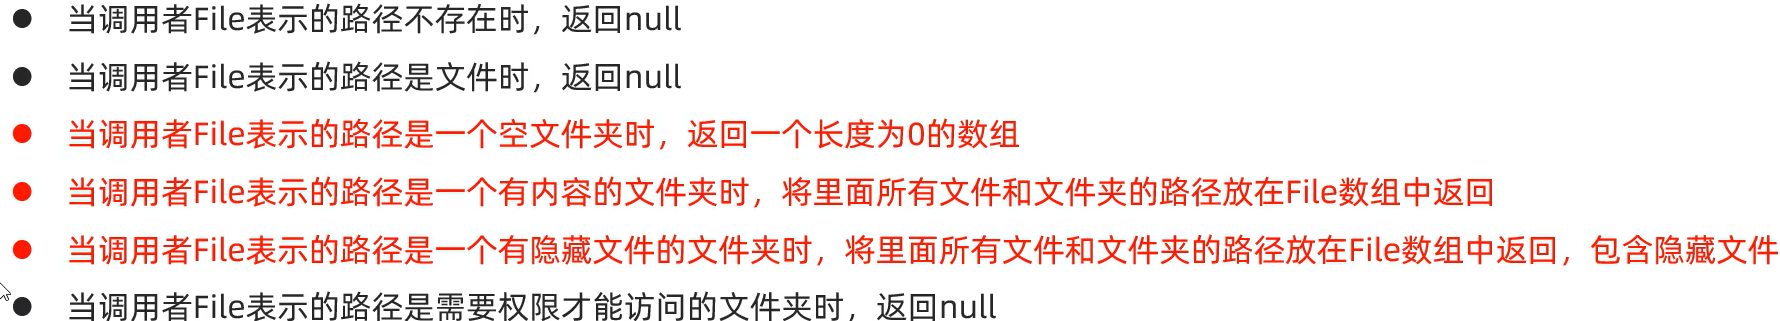 ● 当调用者File表示的路径不存在时，返回null
● 当调用者File表示的路径是文件时，返回null
● 当调用者File表示的路径是一个空文件夹时，返回一个长度为0的数组
● 当调用者File表示的路径是一个有内容的文件夹时，将里面所有文件和文件夹的路径放在File数组中返回
● 当调用者File表示的路径是一个有隐藏文件的文件夹时，将里面所有文件和文件夹的路径放在File数组中返回，包含隐藏文件
● 当调用者File表示的路径是需要权限才能访问的文件夹时，返回null